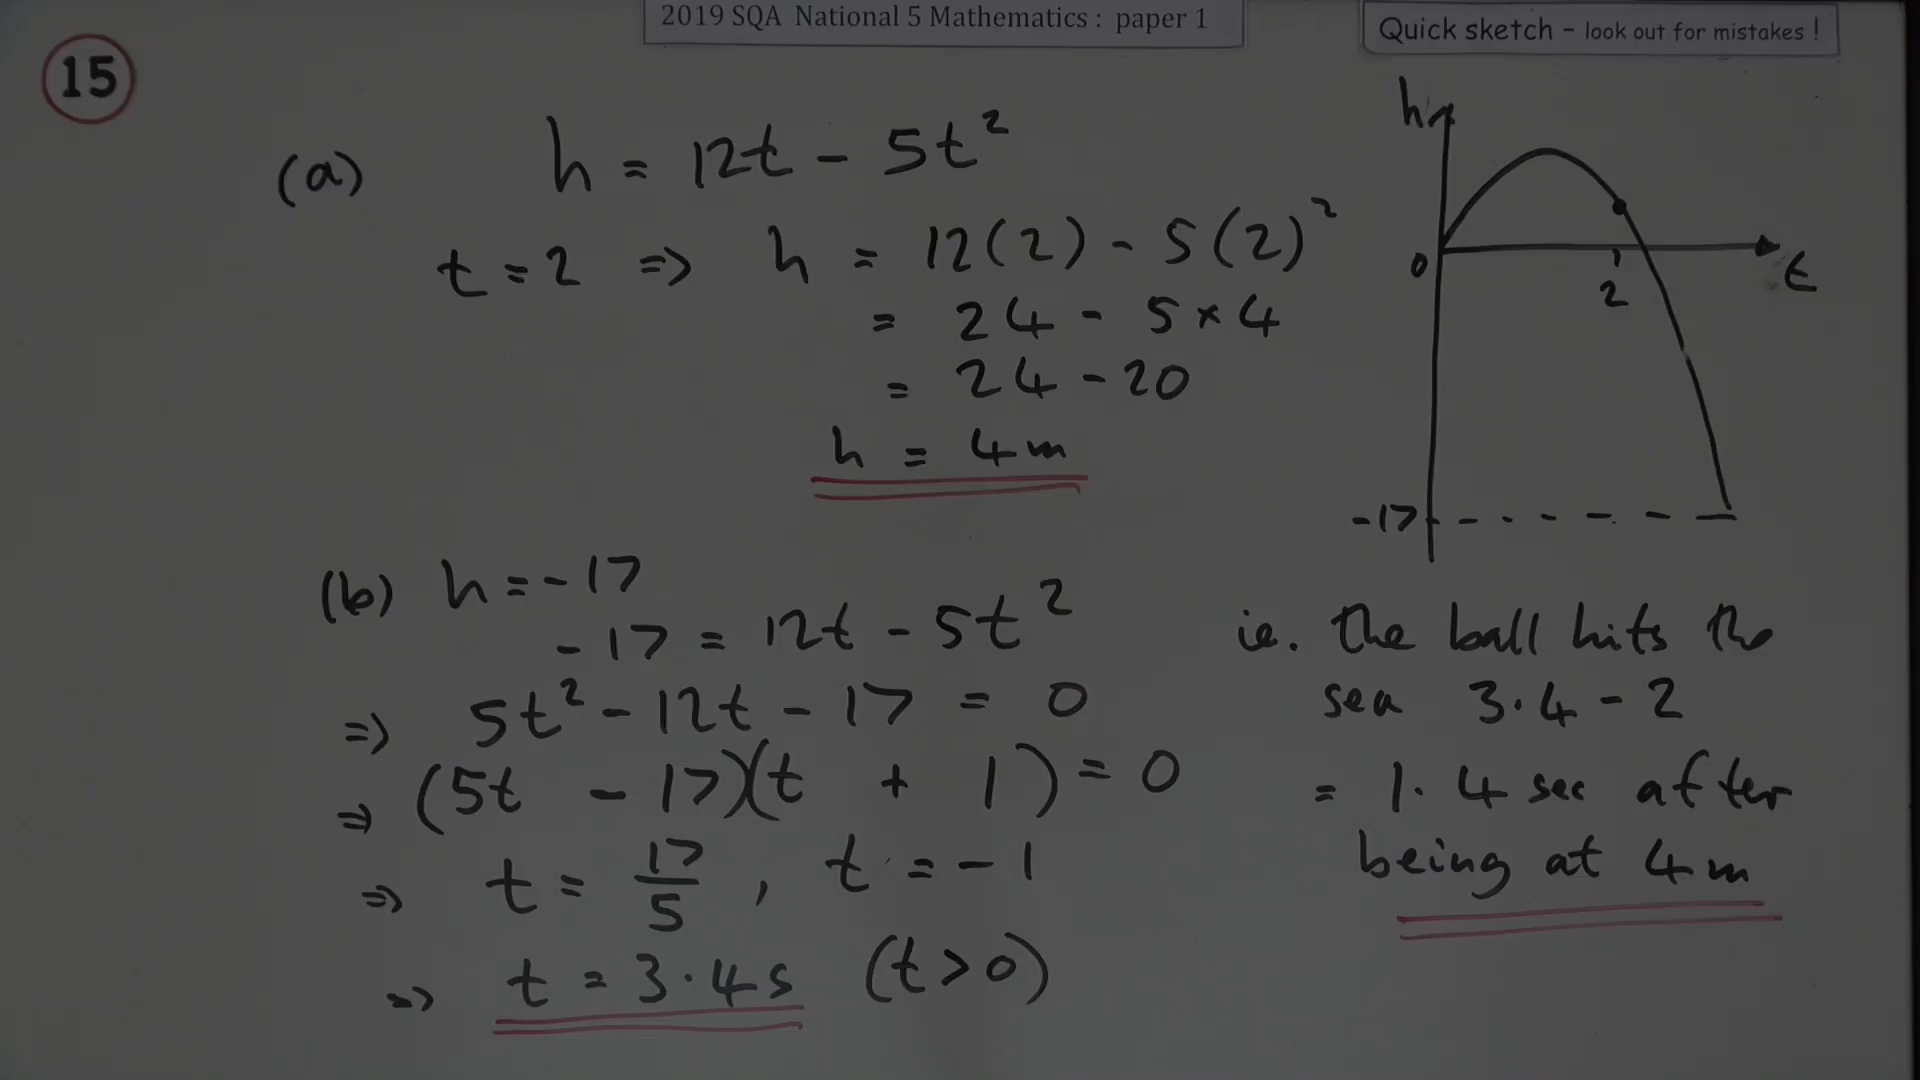 2019 SQA National 5 Mathematics : paper 1
Quick sketch – look out for mistakes !
15
(a) h = 12t - 5t²
t = 2 => h = 12(2) - 5(2)²
= 24 - 5 × 4
= 24 - 20
h = 4m
h
0
2
t
-17
(b) h = -17
-17 = 12t - 5t²
=> 5t² - 12t - 17 = 0
=> (5t - 17)(t + 1) = 0
=> t = 17/5 , t = -1
=> t = 3·4s (t > 0)
ie. the ball hits the
sea 3·4 - 2
= 1·4 sec after
being at 4m